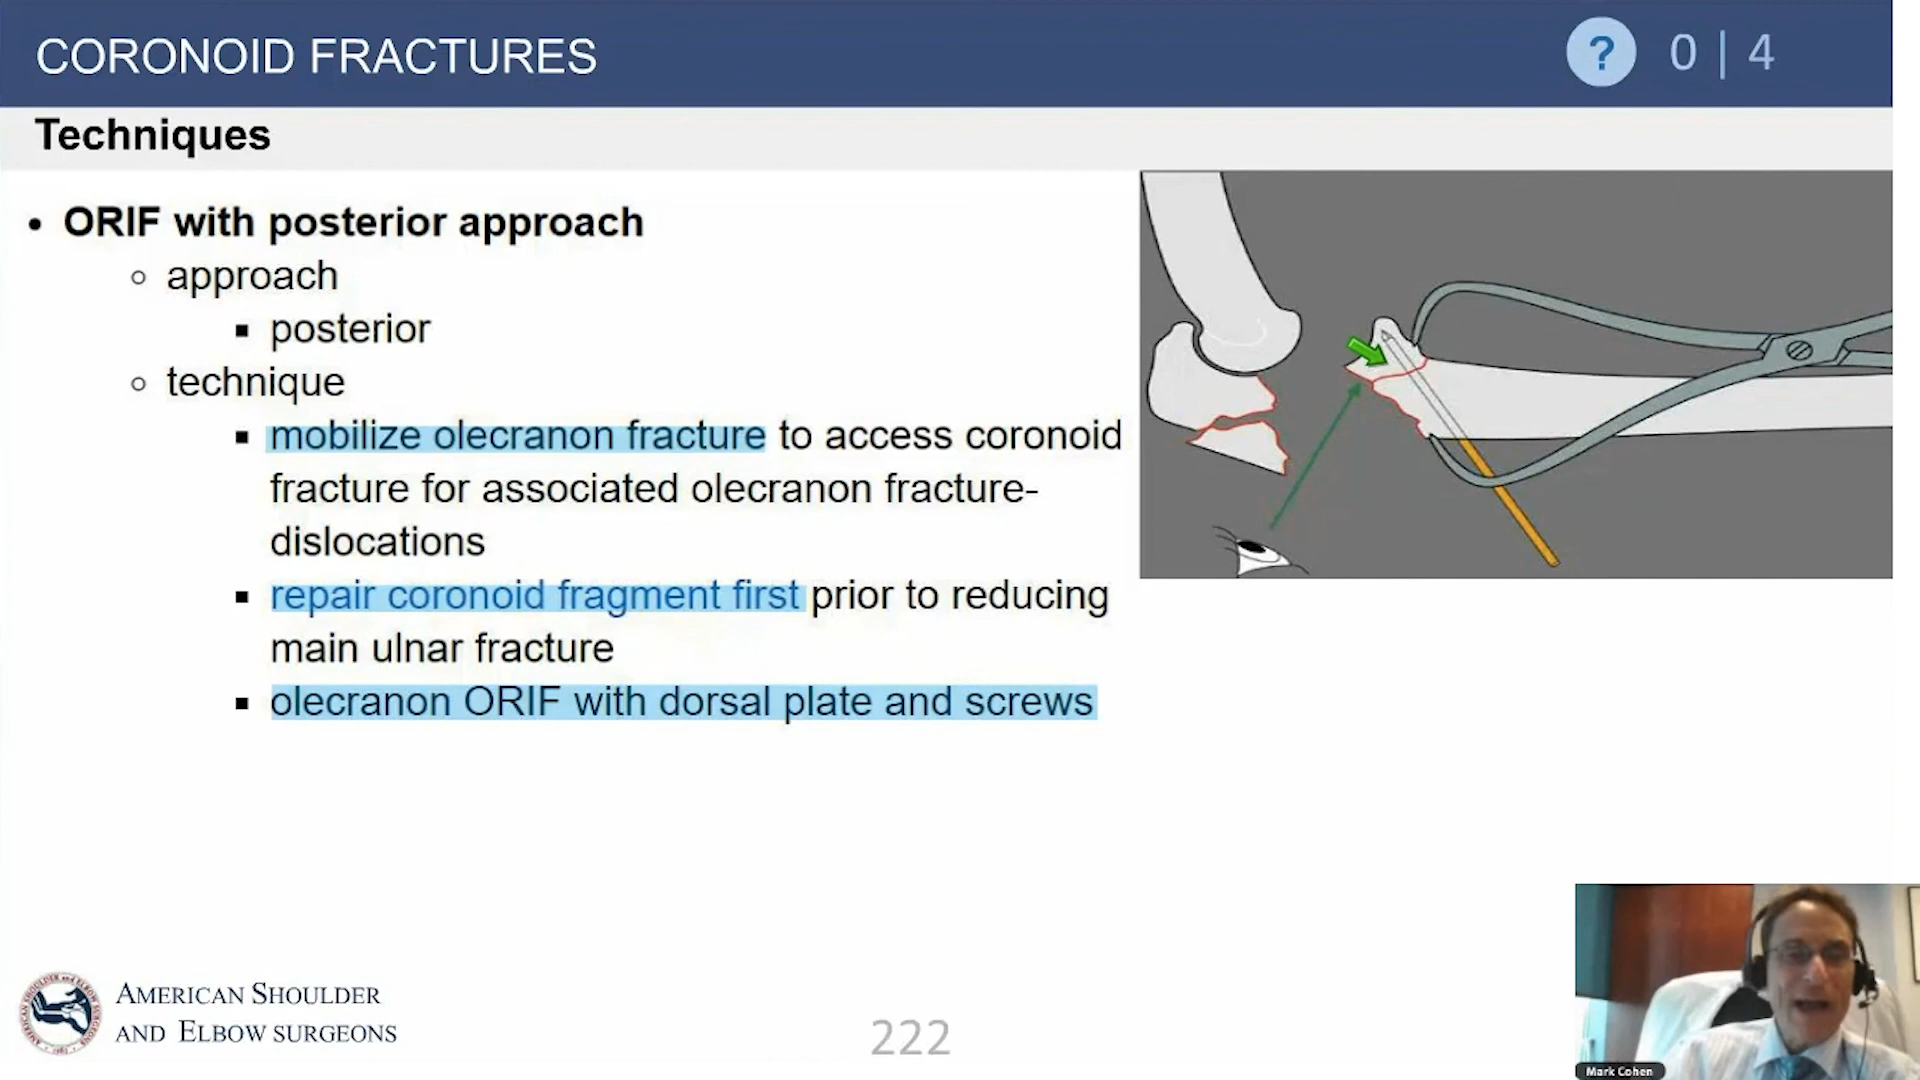 CORONOID FRACTURES
? 0 | 4
Techniques
• ORIF with posterior approach
○ approach
▪ posterior
○ technique
▪ mobilize olecranon fracture to access coronoid
fracture for associated olecranon fracture-
dislocations
▪ repair coronoid fragment first prior to reducing
main ulnar fracture
▪ olecranon ORIF with dorsal plate and screws
AMERICAN SHOULDER
AND ELBOW SURGEONS
222
Mark Cohen